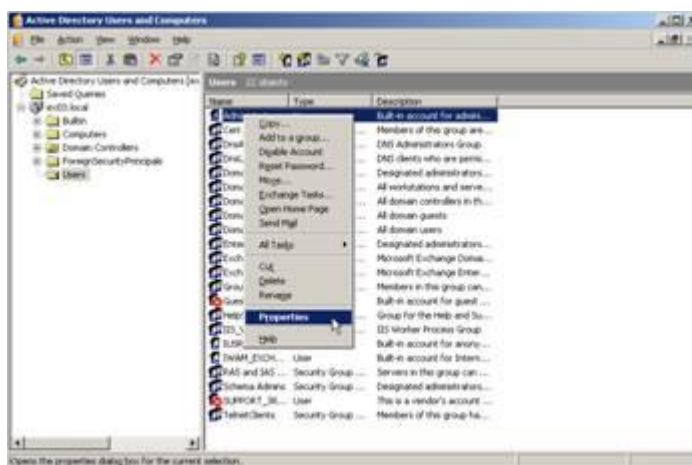 Active Directory Users and Computers
File Action View Window Help
Active Directory Users and Computers
Saved Queries
ex03.local
Builtin
Computers
Domain Controllers
ForeignSecurityPrincipals
Users
Users 22 objects
Name Type Description
Built-in account for admini...
Cert Members of this group are...
DNS Administrators Group
DNS clients who are permi...
Designated administrators...
All workstations and serve...
All domain controllers in th...
All domain guests
All domain users
Designated administrators...
Microsoft Exchange Domai...
Microsoft Exchange Enter...
Members in this group can...
Built-in account for guest ...
Group for the Help and Su...
IIS Worker Process Group
Built-in account for anony...
IWAM_EXCH... User Built-in account for Intern...
RAS and IAS ... Security Group ... Servers in this group can ...
Schema Admins Security Group ... Designated administrators...
SUPPORT_38... User This is a vendor's account ...
TelnetClients Security Group ... Members of this group ha...
Copy...
Add to a group...
Disable Account
Reset Password...
Move...
Exchange Tasks...
Open Home Page
Send Mail
All Tasks
Cut
Delete
Rename
Properties
Help
Opens the properties dialog box for the current selection.